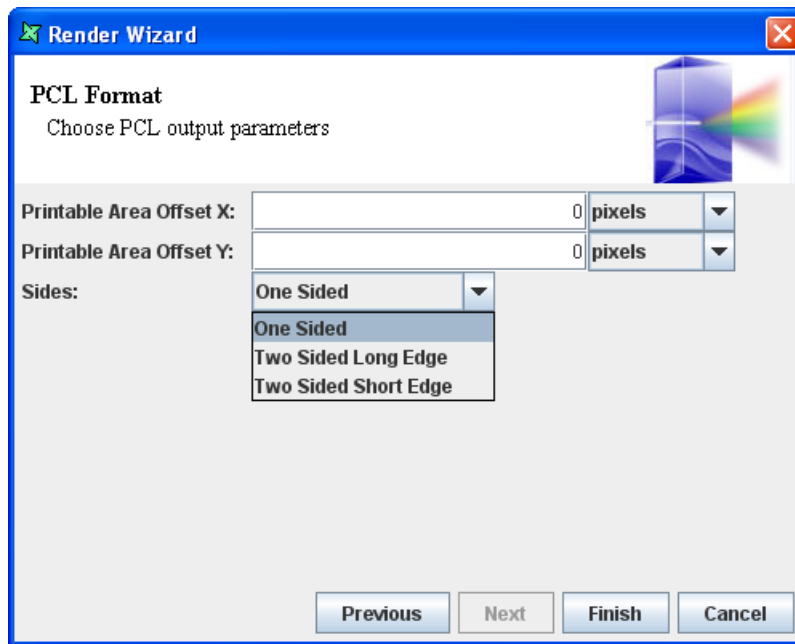 Render Wizard
PCL Format
Choose PCL output parameters
Printable Area Offset X: 0 pixels
Printable Area Offset Y: 0 pixels
Sides: One Sided
One Sided
Two Sided Long Edge
Two Sided Short Edge
Previous Next Finish Cancel